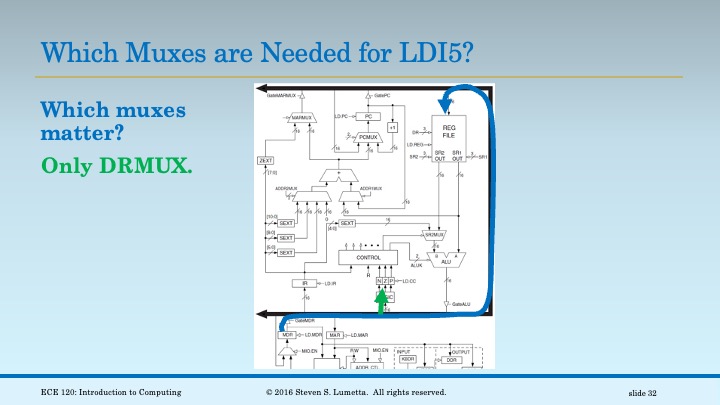 Which Muxes are Needed for LDI5?
Which muxes
matter?
Only DRMUX.
GateMARMUX
GatePC
MARMUX
LD.PC
PC
+1
PCMUX
REG
FILE
DR
LD.REG
SR2
SR2 OUT
SR1 OUT
SR1
ZEXT
[7:0]
+
ADDR2MUX
ADDR1MUX
[10:0]
SEXT
[8:0]
SEXT
[5:0]
SEXT
[4:0]
SEXT
SR2MUX
CONTROL
R
ALUK
B A
ALU
IR
LD.IR
N Z P
LD.CC
GateALU
GateMDR
MDR
LD.MDR
MAR
LD.MAR
MIO.EN
R/W
MIO.EN
INPUT
OUTPUT
KBDR
DDR
ADDR. CTL.
ECE 120: Introduction to Computing
© 2016 Steven S. Lumetta. All rights reserved.
slide 32